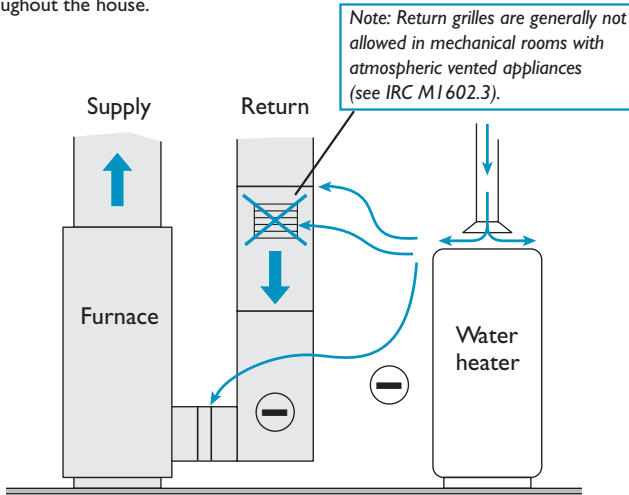 ughout the house.
Note: Return grilles are generally not
allowed in mechanical rooms with
atmospheric vented appliances
(see IRC M1602.3).
Supply
Return
Furnace
Water
heater